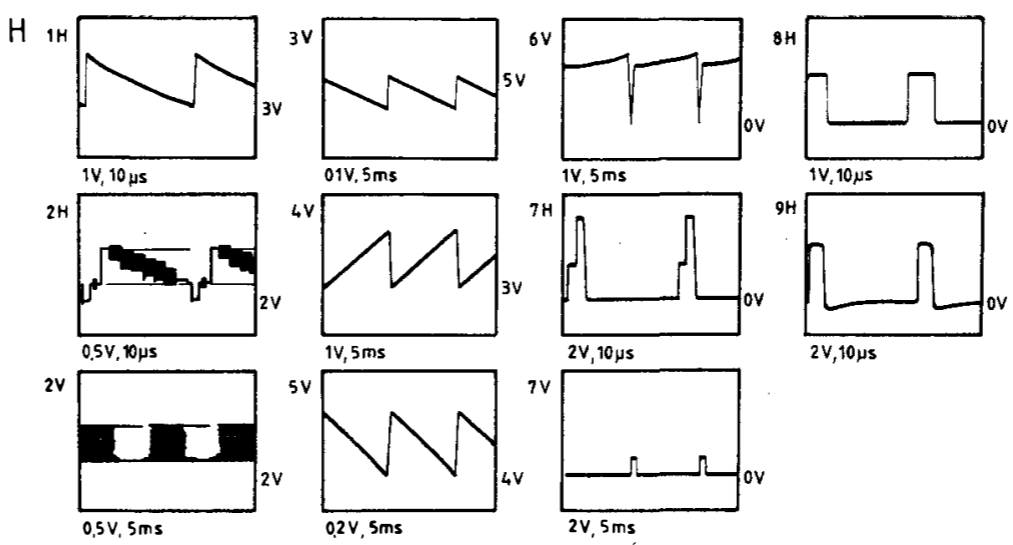 H
1H
3V
1V, 10µs
3V
5V
01V, 5ms
6V
0V
1V, 5ms
8H
0V
1V, 10µs
2H
2V
0,5V, 10µs
4V
3V
1V, 5ms
7H
0V
2V, 10µs
9H
0V
2V, 10µs
2V
2V
0,5V, 5ms
5V
4V
0,2V, 5ms
7V
0V
2V, 5ms